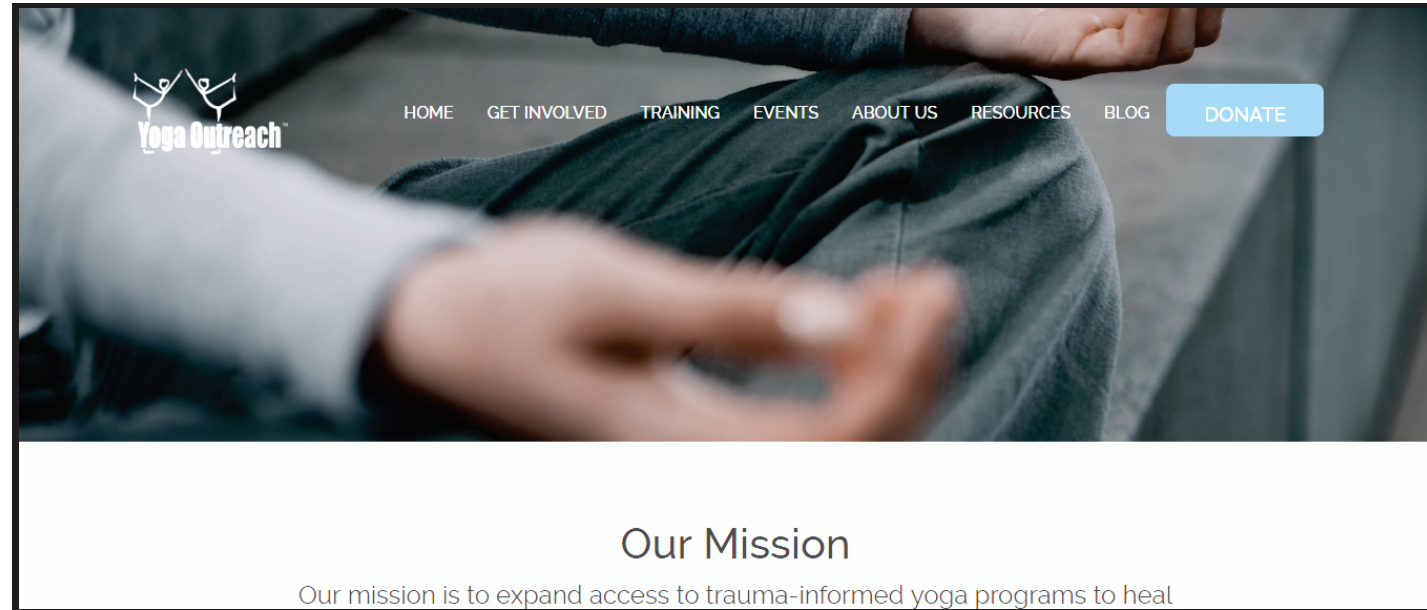 Yoga Outreach™
HOME GET INVOLVED TRAINING EVENTS ABOUT US RESOURCES BLOG DONATE
Our Mission
Our mission is to expand access to trauma-informed yoga programs to heal